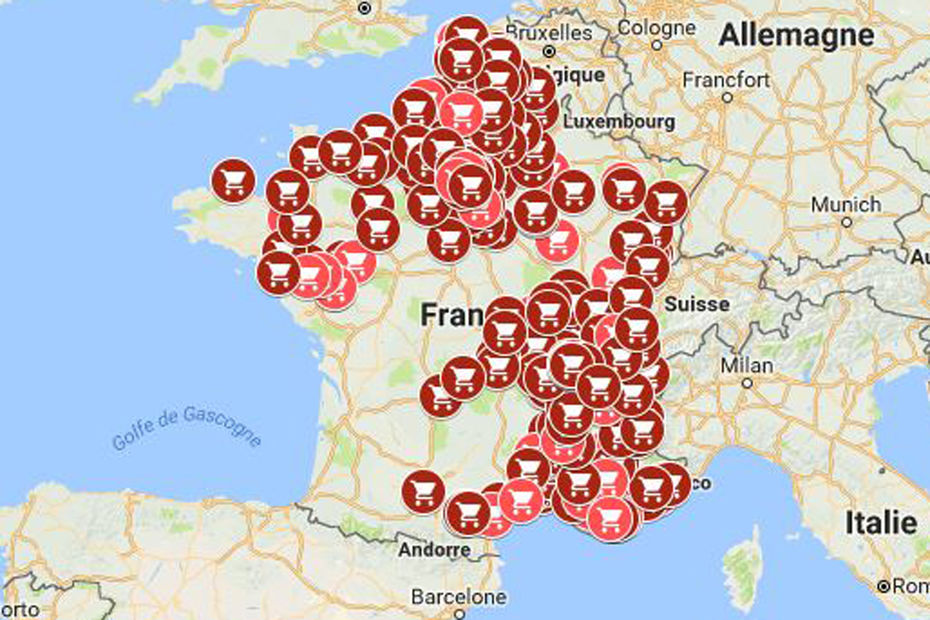 Bruxelles
Cologne
Allemagne
gique
Francfort
Luxembourg
Munich
Au
Fran
Suisse
Milan
Golfe de Gascogne
co
Italie
Andorre
Rom
Barcelone
orto